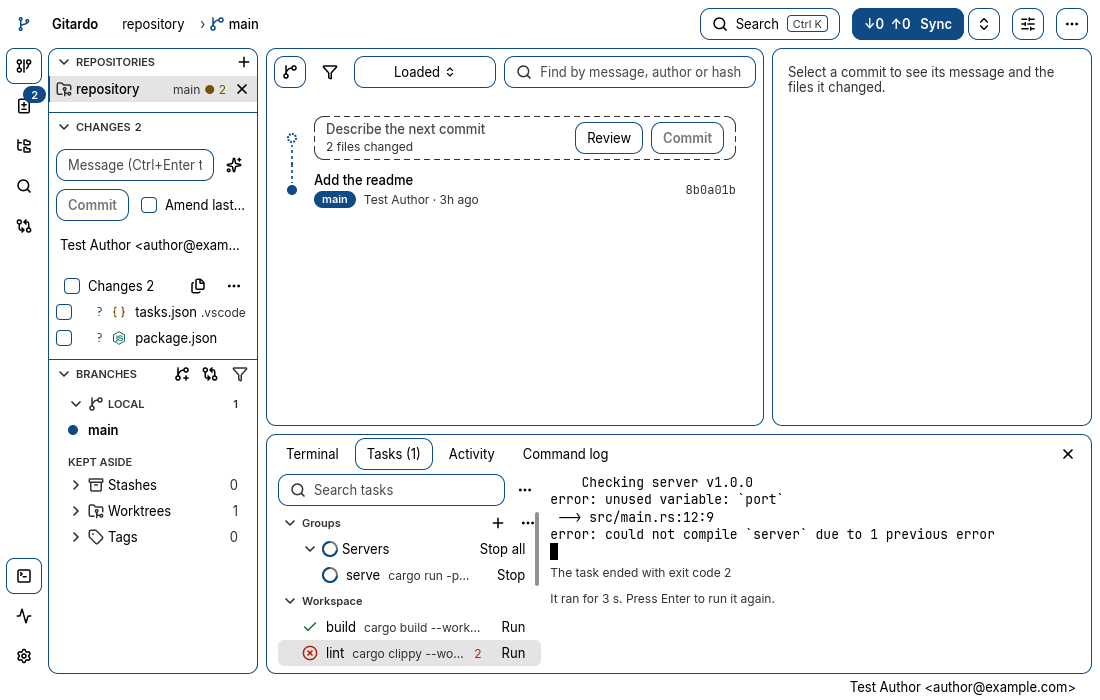 Gitardo
repository
main
Search Ctrl K
↓0 ↑0 Sync
2
REPOSITORIES
repository main 2
CHANGES 2
Message (Ctrl+Enter t
Commit
Amend last...
Test Author <author@exam...
Changes 2
? tasks.json .vscode
? package.json
BRANCHES
LOCAL 1
main
KEPT ASIDE
Stashes 0
Worktrees 1
Tags 0
Loaded
Find by message, author or hash
Describe the next commit
2 files changed
Review
Commit
Add the readme
main Test Author · 3h ago
8b0a01b
Select a commit to see its message and the
files it changed.
Terminal
Tasks (1)
Activity
Command log
Search tasks
Groups
Servers Stop all
serve cargo run -p... Stop
Workspace
build cargo build --work... Run
lint cargo clippy --wo... 2 Run
Checking server v1.0.0
error: unused variable: `port`
--> src/main.rs:12:9
error: could not compile `server` due to 1 previous error
The task ended with exit code 2
It ran for 3 s. Press Enter to run it again.
Test Author <author@example.com>